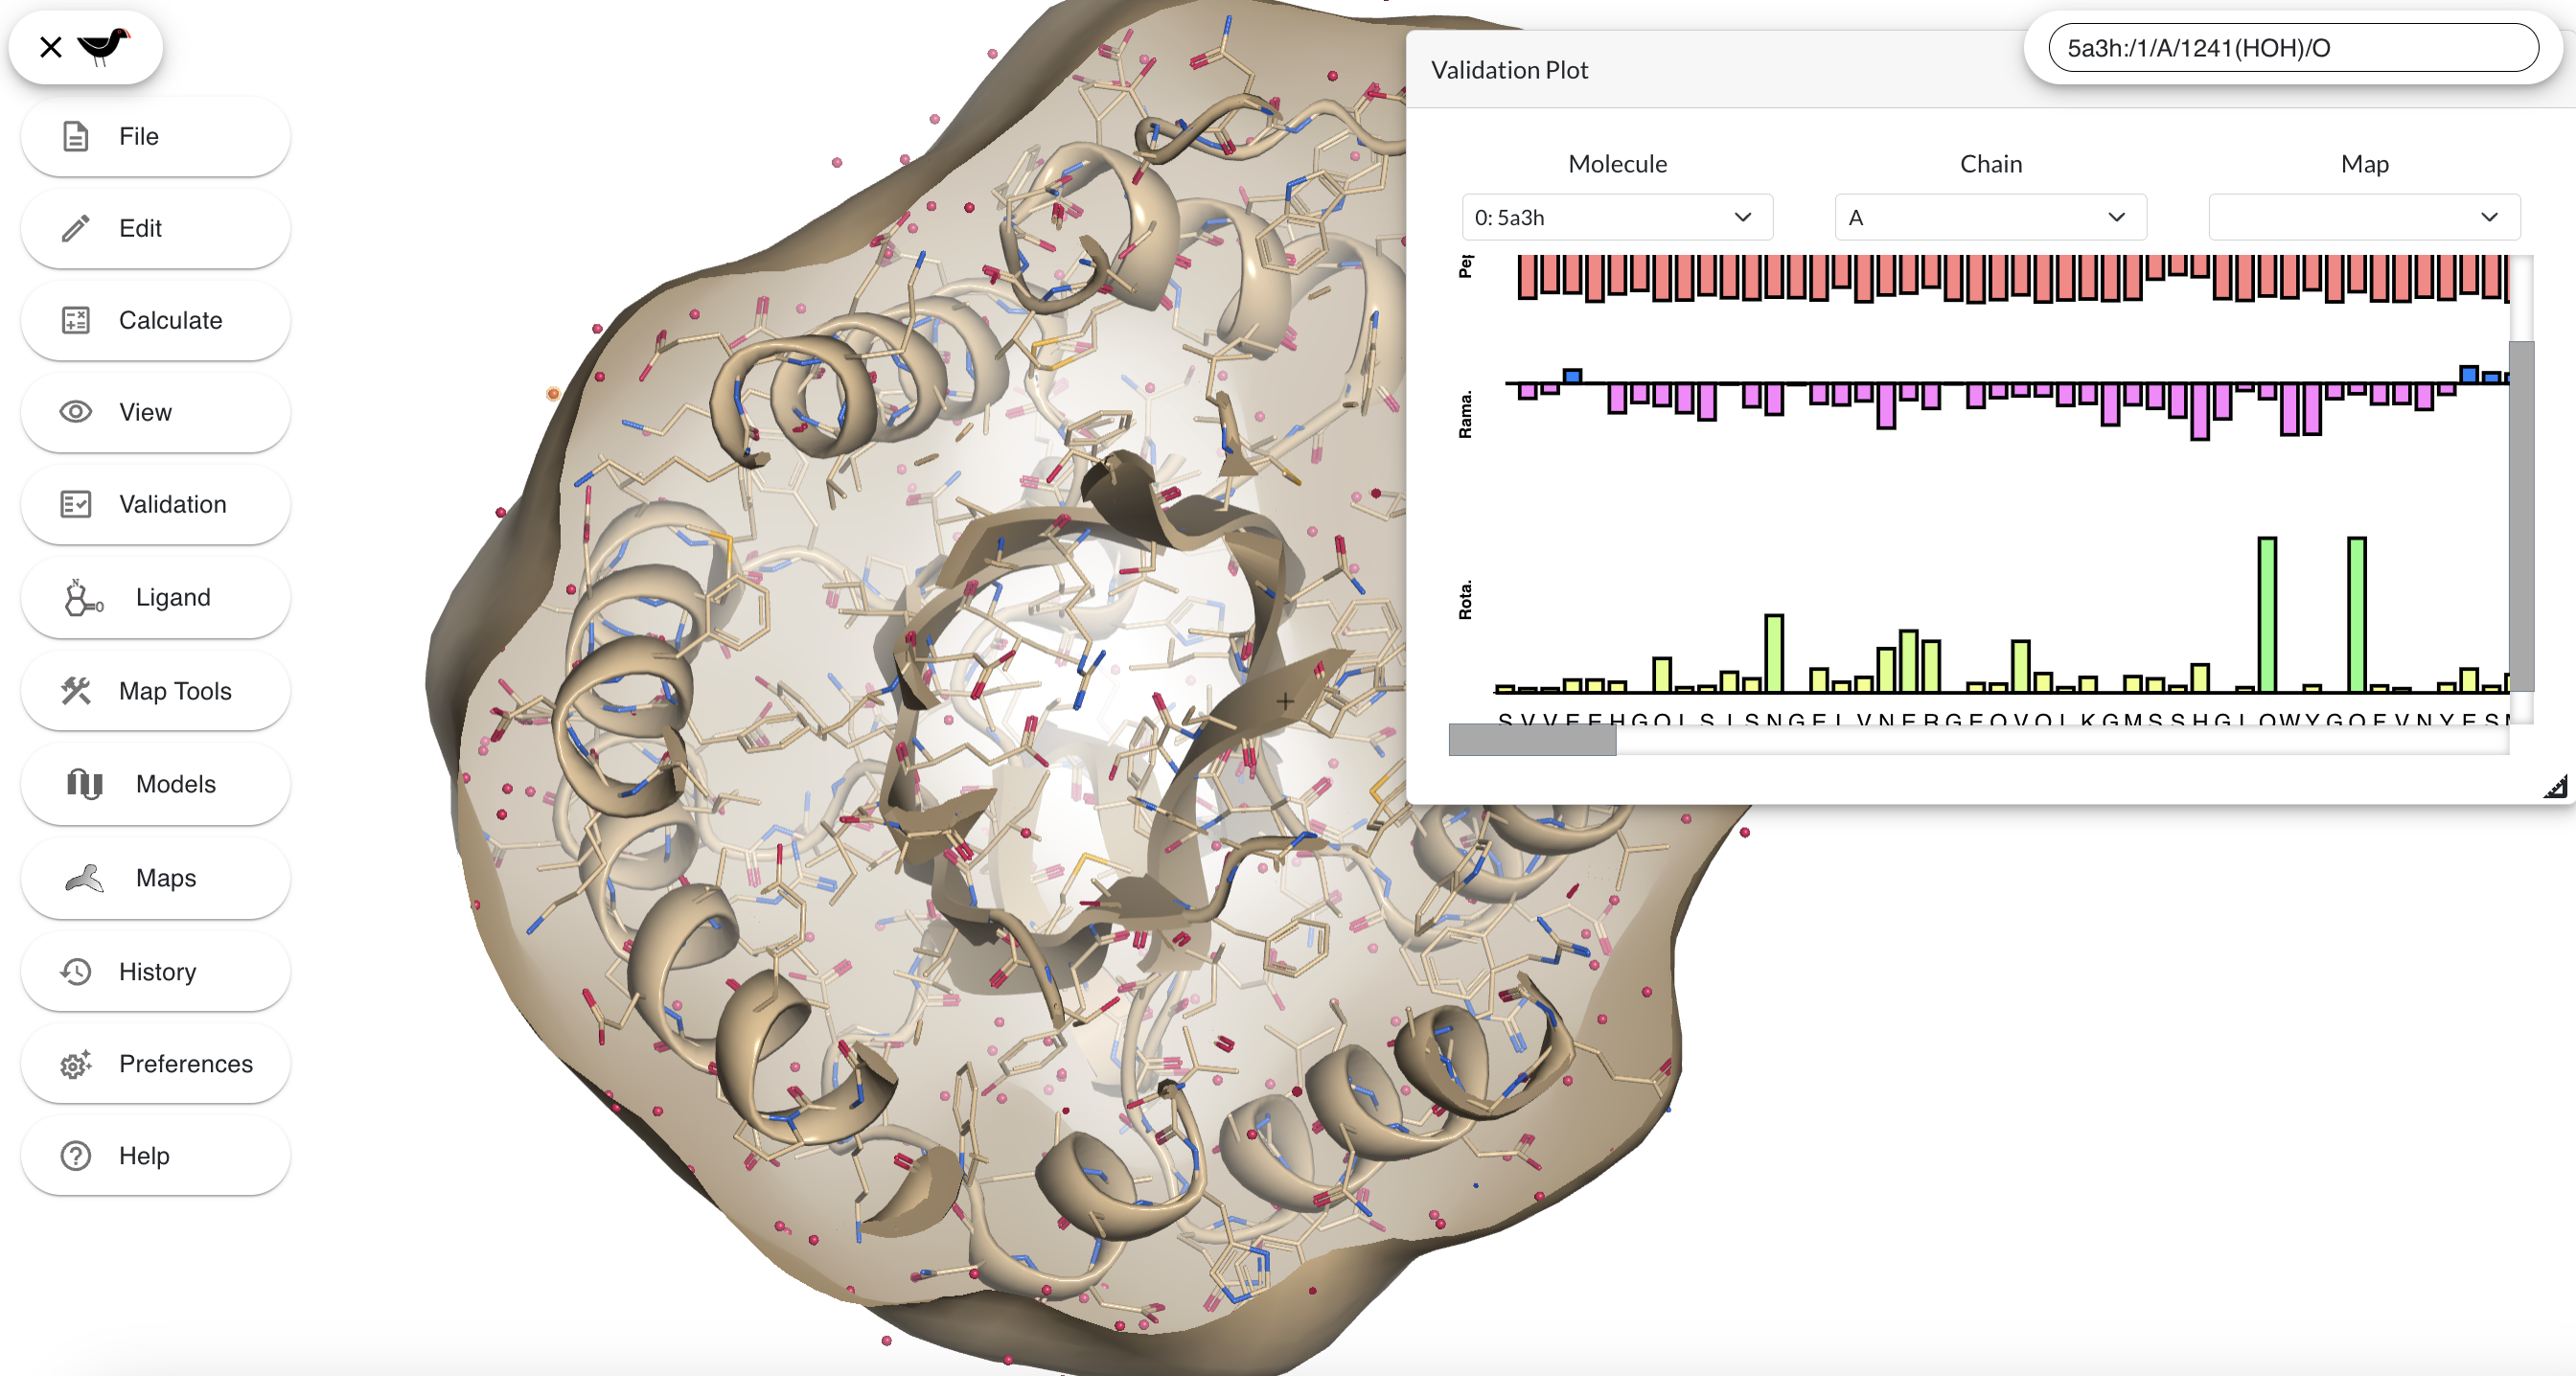 5a3h:/1/A/1241(HOH)/O
Validation Plot
File
Edit
Calculate
View
Validation
Ligand
N
O
Map Tools
Models
Maps
History
Preferences
Help
Molecule
Chain
Map
0: 5a3h
A
Rama.
Rota.